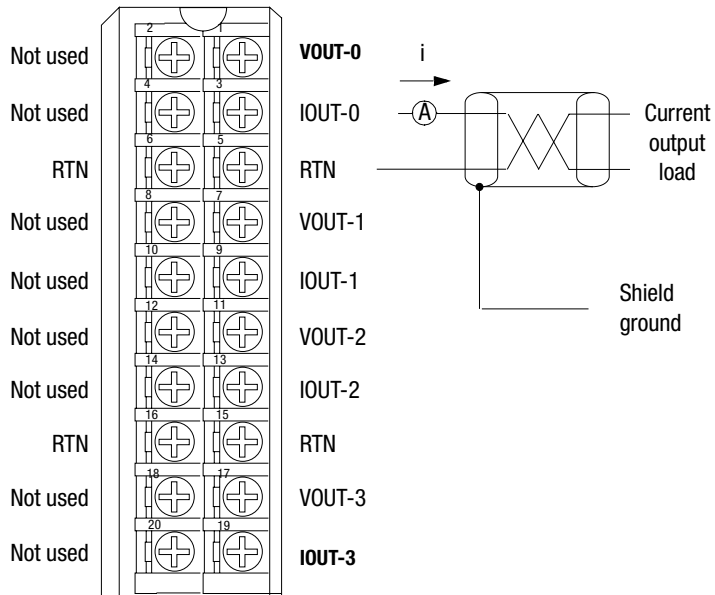 2 1
Not used VOUT-0
4 3
Not used IOUT-0
6 5
RTN RTN
8 7
Not used VOUT-1
10 9
Not used IOUT-1
12 11
Not used VOUT-2
14 13
Not used IOUT-2
16 15
RTN RTN
18 17
Not used VOUT-3
20 19
Not used IOUT-3
i
A
Current
output
load
Shield
ground